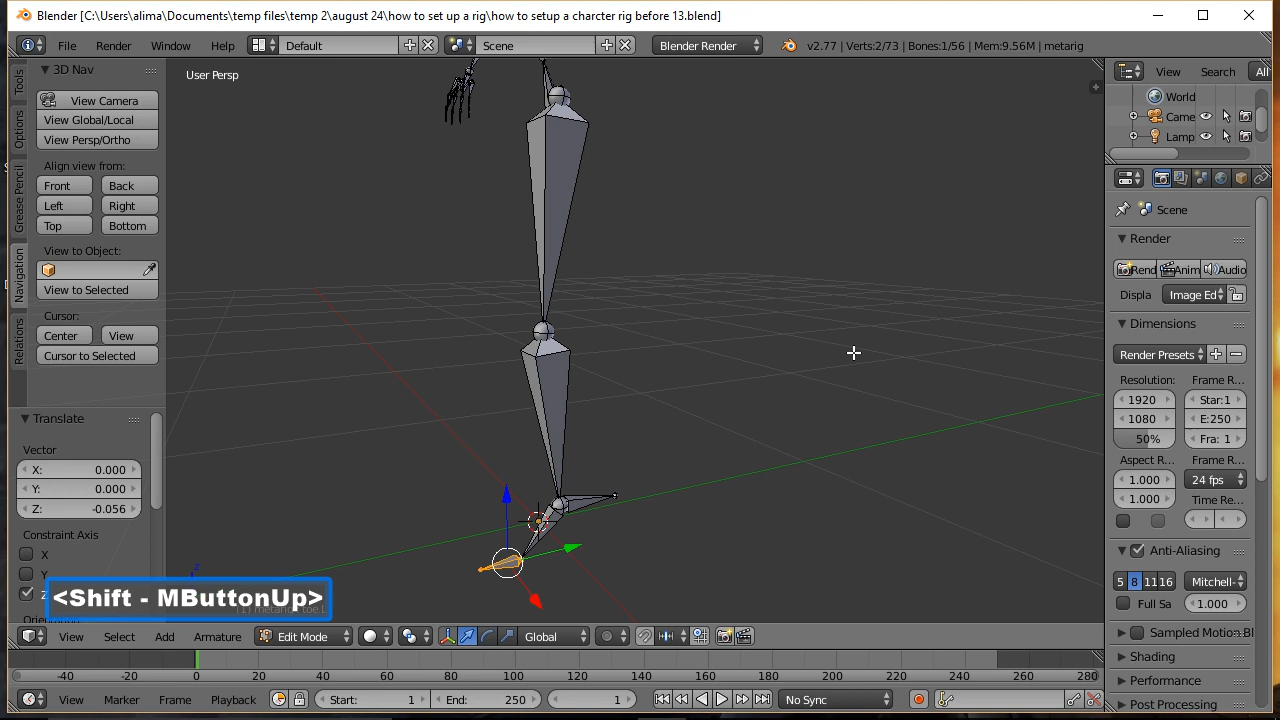 Blender [C:\Users\alima\Documents\temp files\temp 2\august 24\how to set up a rig\how to setup a charcter rig before 13.blend]
File Render Window Help Default Scene Blender Render v2.77 | Verts:2/73 | Bones:1/56 | Mem:9.56M | metarig
Tools
Options
Grease Pencil
Navigation
Relations
3D Nav
View Camera
View Global/Local
View Persp/Ortho
Align view from:
Front Back
Left Right
Top Bottom
View to Object:
View to Selected
Cursor:
Center View
Cursor to Selected
Translate
Vector
X: 0.000
Y: 0.000
Z: -0.056
Constraint Axis
X
Y
Z
User Persp
z
<Shift - MButtonUp>
View Select Add Armature Edit Mode Global
-40 -20 0 20 40 60 80 100 120 140 160 180 200 220 240 260 280
View Marker Frame Playback Start: 1 End: 250 1 No Sync
View Search All
World
Came
Lamp
Scene
Render
Rend Anim Audio
Displa Image Ed
Dimensions
Render Presets
Resolution: Frame R...
1920 Star:1
1080 E:250
50% Fra: 1
Aspect R... Frame R...
1.000 24 fps
1.000 Time Re...
Anti-Aliasing
5 8 11 16 Mitchell-
Full Sa 1.000
Sampled Motion Bl
Shading
Performance
Post Processing